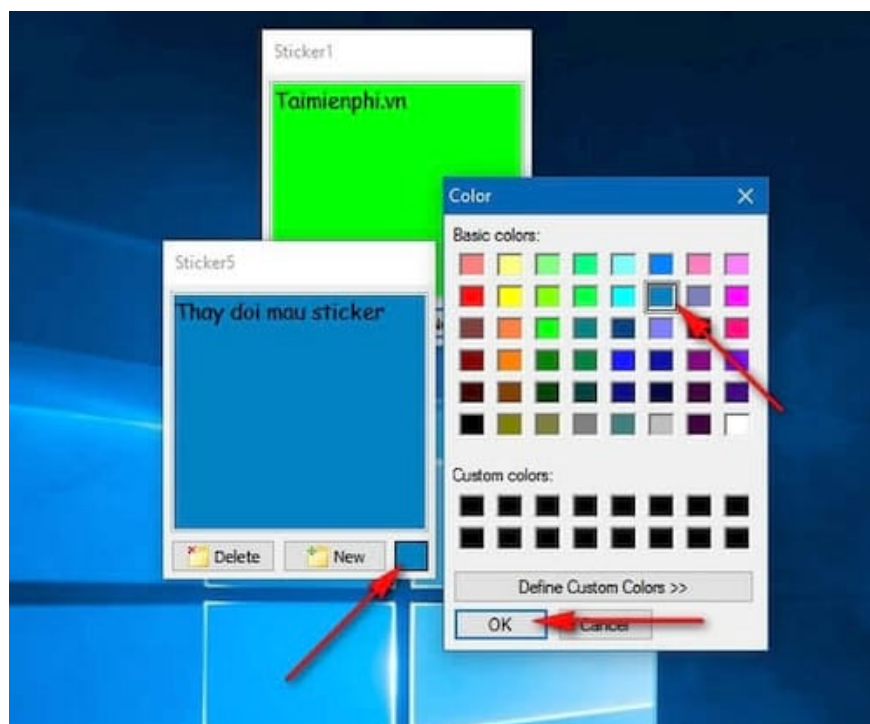 Sticker1
Taimienphi.vn
Color
Basic colors:
Sticker5
Thay doi mau sticker
Custom colors:
Delete
New
Define Custom Colors >>
OK
Cancel